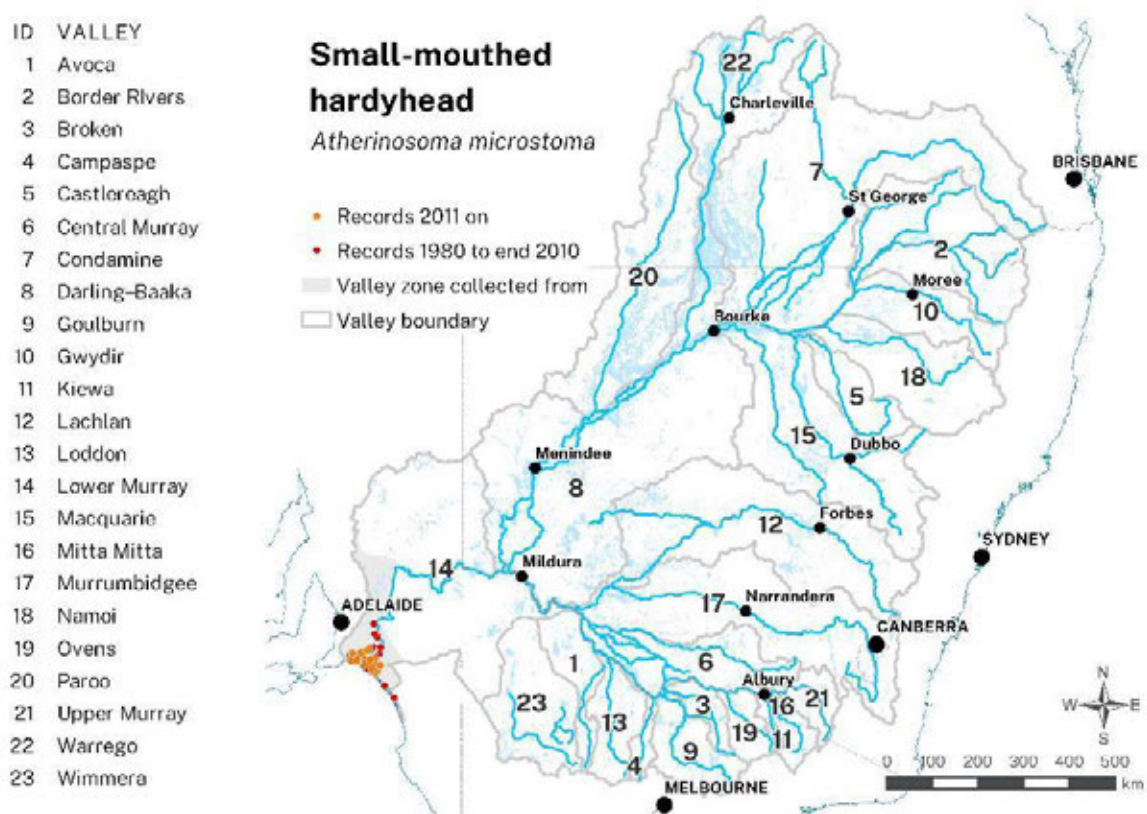 ID VALLEY
1 Avoca
2 Border RIvers
3 Broken
4 Campaspe
5 Castlereagh
6 Central Murray
7 Condamine
8 Darling–Baaka
9 Goulburn
10 Gwydir
11 Kiewa
12 Lachlan
13 Loddon
14 Lower Murray
15 Macquarie
16 Mitta Mitta
17 Murrumbidgee
18 Namoi
19 Ovens
20 Paroo
21 Upper Murray
22 Warrego
23 Wimmera
Small-mouthed
hardyhead
Atherinosoma microstoma
Records 2011 on
Records 1980 to end 2010
Valley zone collected from
Valley boundary
22
Charleville
BRISBANE
7
St George
2
20
Moree
10
Bourke
18
5
15
Dubbo
Menindee
8
Forbes
12
SYDNEY
Mildura
14
ADELAIDE
17
Narrandera
CANBERRA
1
6
Albury
21
16
23
3
13
19
11
9
4
MELBOURNE
N
W
E
S
0 100 200 300 400 500
km